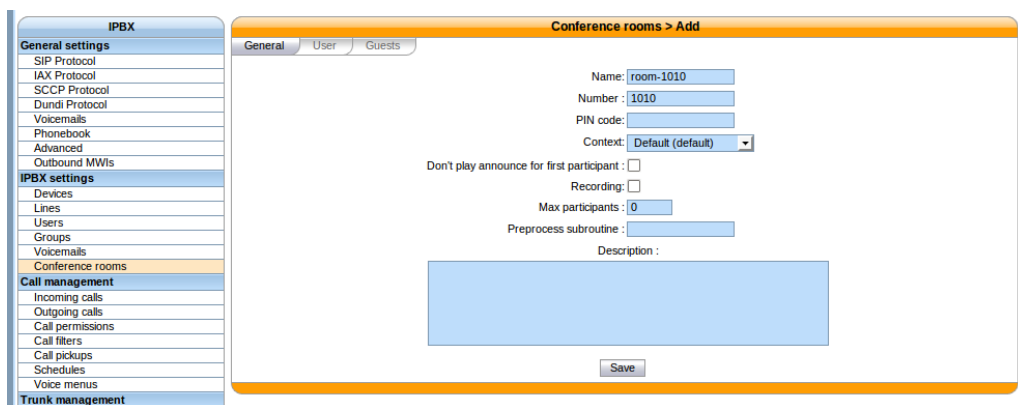 IPBX
General settings
SIP Protocol
IAX Protocol
SCCP Protocol
Dundi Protocol
Voicemails
Phonebook
Advanced
Outbound MWIs
IPBX settings
Devices
Lines
Users
Groups
Voicemails
Conference rooms
Call management
Incoming calls
Outgoing calls
Call permissions
Call filters
Call pickups
Schedules
Voice menus
Trunk management
Conference rooms > Add
General User Guests
Name: room-1010
Number : 1010
PIN code:
Context: Default (default)
Don't play announce for first participant :
Recording:
Max participants : 0
Preprocess subroutine :
Description :
Save